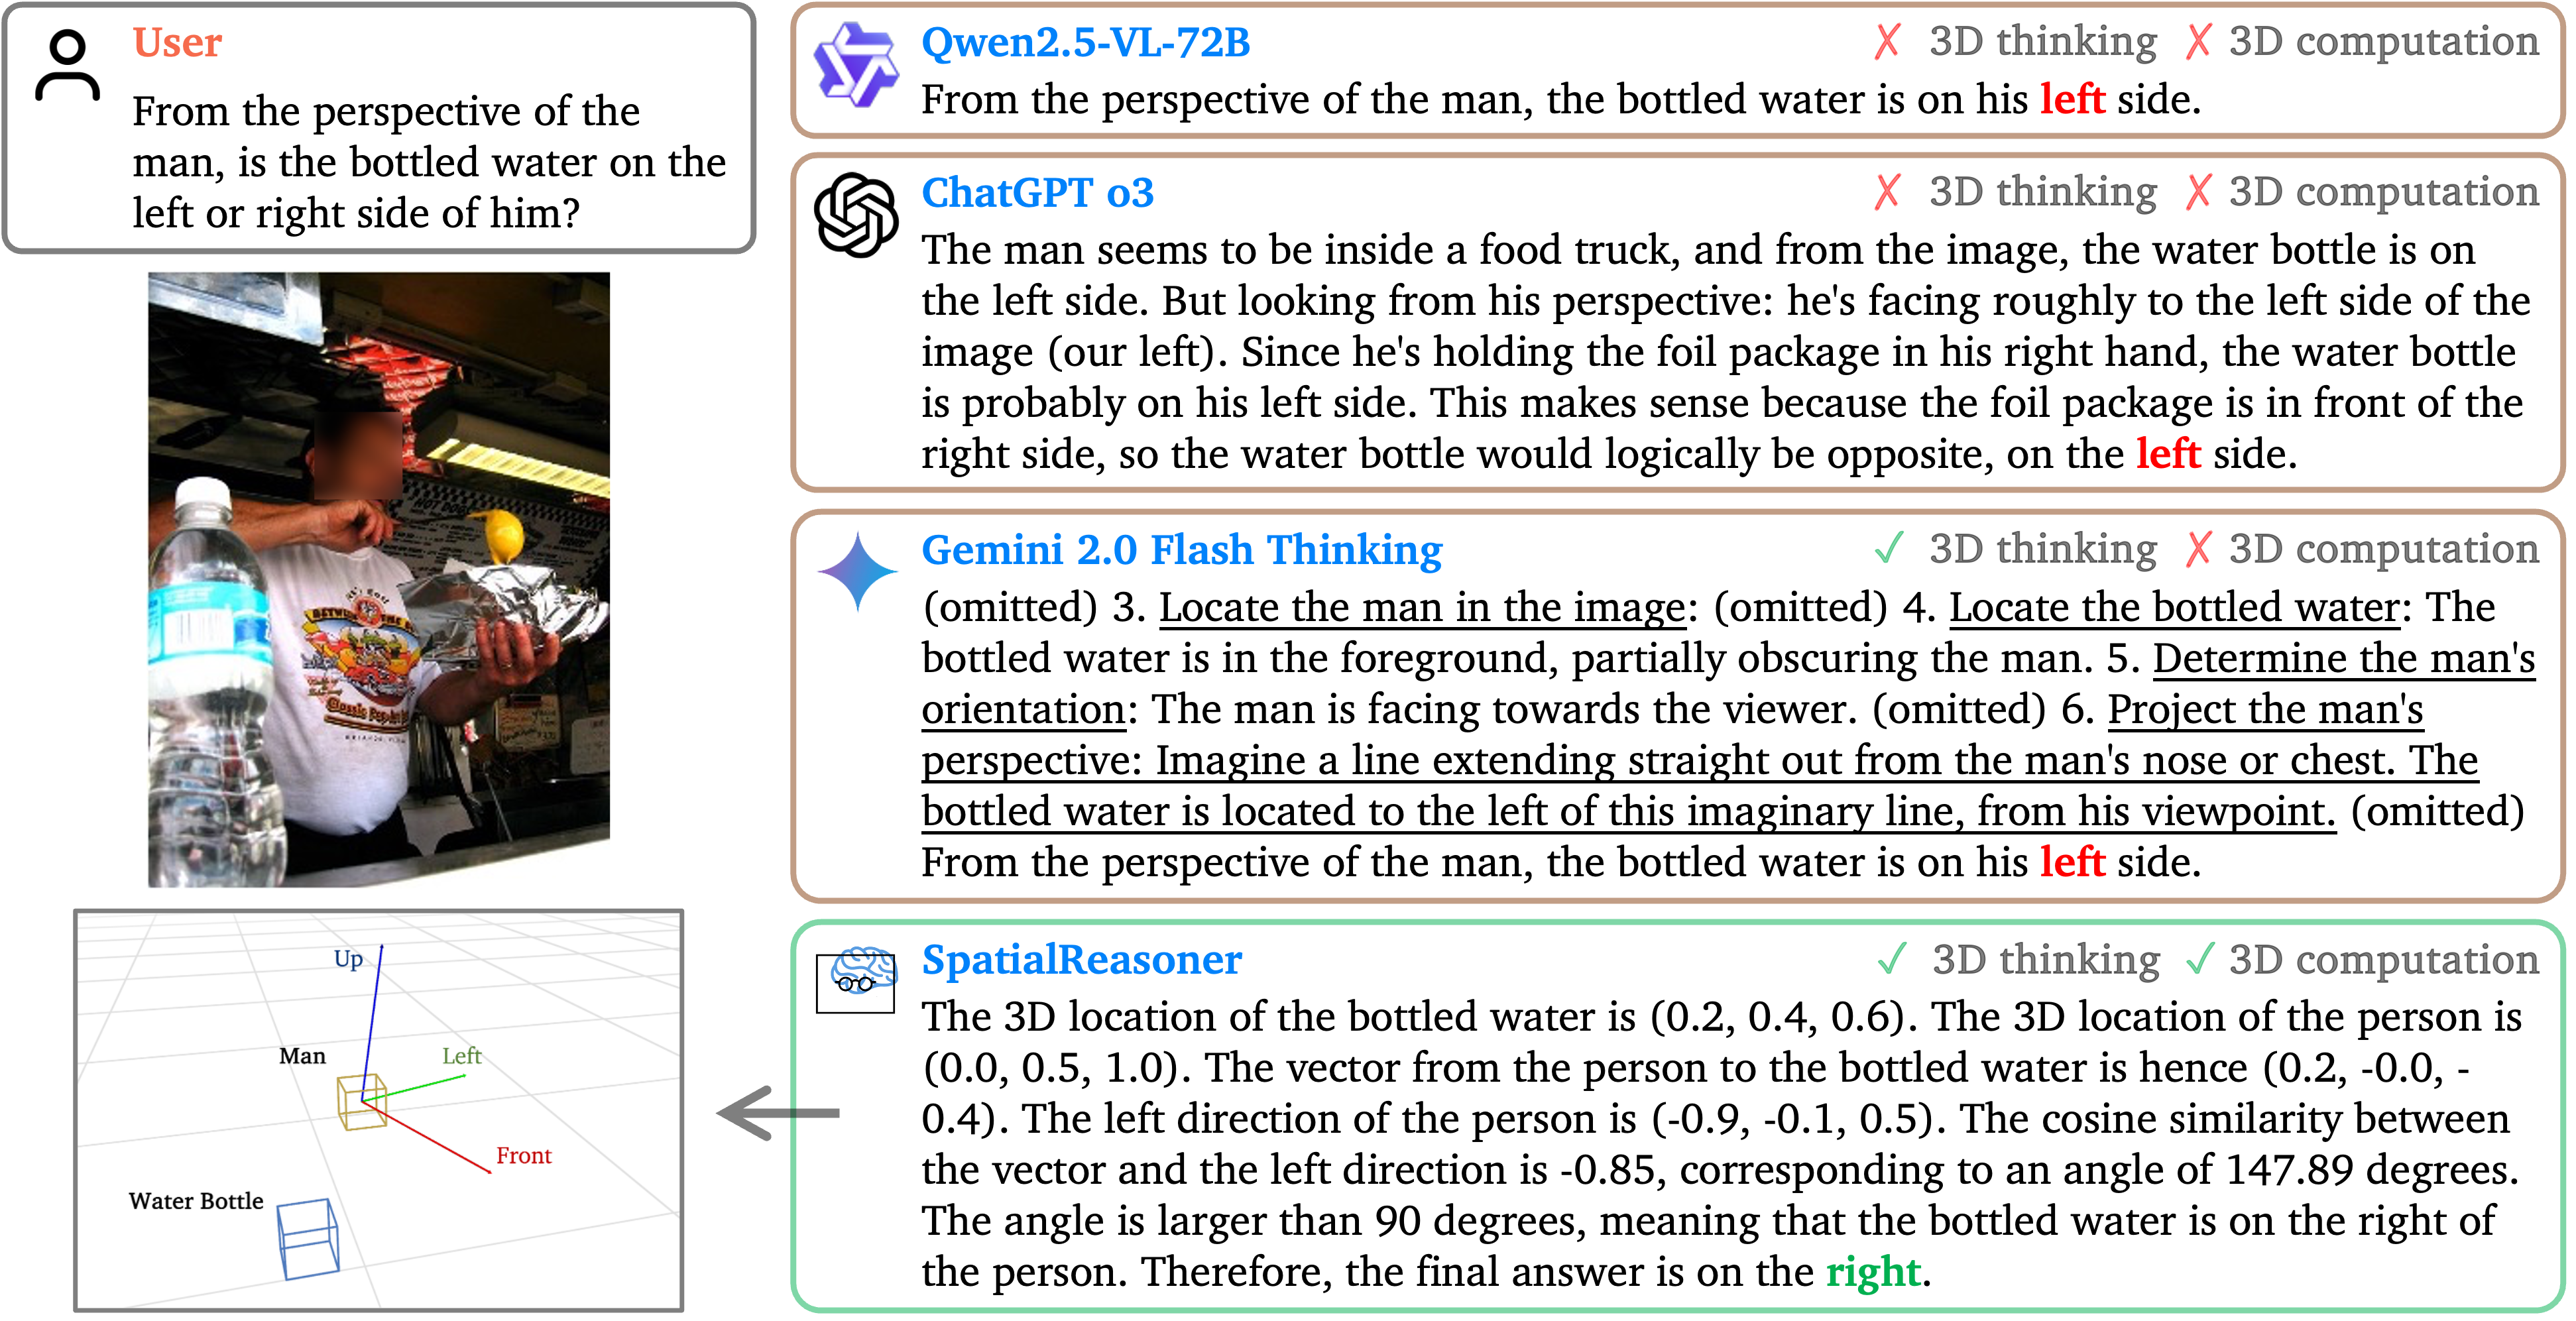 User
From the perspective of the
man, is the bottled water on the
left or right side of him?
HOT DOG
Up
Man
Left
Front
Water Bottle
Qwen2.5-VL-72B
✗ 3D thinking ✗ 3D computation
From the perspective of the man, the bottled water is on his left side.
ChatGPT o3
✗ 3D thinking ✗ 3D computation
The man seems to be inside a food truck, and from the image, the water bottle is on
the left side. But looking from his perspective: he's facing roughly to the left side of the
image (our left). Since he's holding the foil package in his right hand, the water bottle
is probably on his left side. This makes sense because the foil package is in front of the
right side, so the water bottle would logically be opposite, on the left side.
Gemini 2.0 Flash Thinking
✓ 3D thinking ✗ 3D computation
(omitted) 3. Locate the man in the image: (omitted) 4. Locate the bottled water: The
bottled water is in the foreground, partially obscuring the man. 5. Determine the man's
orientation: The man is facing towards the viewer. (omitted) 6. Project the man's
perspective: Imagine a line extending straight out from the man's nose or chest. The
bottled water is located to the left of this imaginary line, from his viewpoint. (omitted)
From the perspective of the man, the bottled water is on his left side.
SpatialReasoner
✓ 3D thinking ✓ 3D computation
The 3D location of the bottled water is (0.2, 0.4, 0.6). The 3D location of the person is
(0.0, 0.5, 1.0). The vector from the person to the bottled water is hence (0.2, -0.0, -
0.4). The left direction of the person is (-0.9, -0.1, 0.5). The cosine similarity between
the vector and the left direction is -0.85, corresponding to an angle of 147.89 degrees.
The angle is larger than 90 degrees, meaning that the bottled water is on the right of
the person. Therefore, the final answer is on the right.